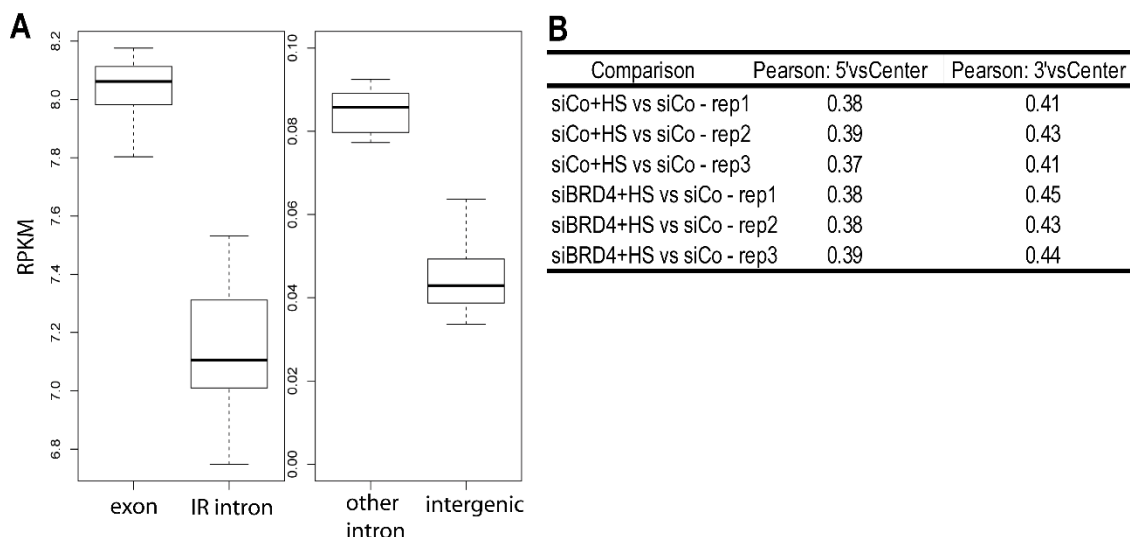 A
RPKM
8.2
8.0
7.8
7.6
7.4
7.2
7.0
6.8
exon
IR intron
0.10
0.08
0.06
0.04
0.02
0.00
other
intron
intergenic
B
Comparison Pearson: 5'vsCenter Pearson: 3'vsCenter
siCo+HS vs siCo - rep1 0.38 0.41
siCo+HS vs siCo - rep2 0.39 0.43
siCo+HS vs siCo - rep3 0.37 0.41
siBRD4+HS vs siCo - rep1 0.38 0.45
siBRD4+HS vs siCo - rep2 0.38 0.43
siBRD4+HS vs siCo - rep3 0.39 0.44